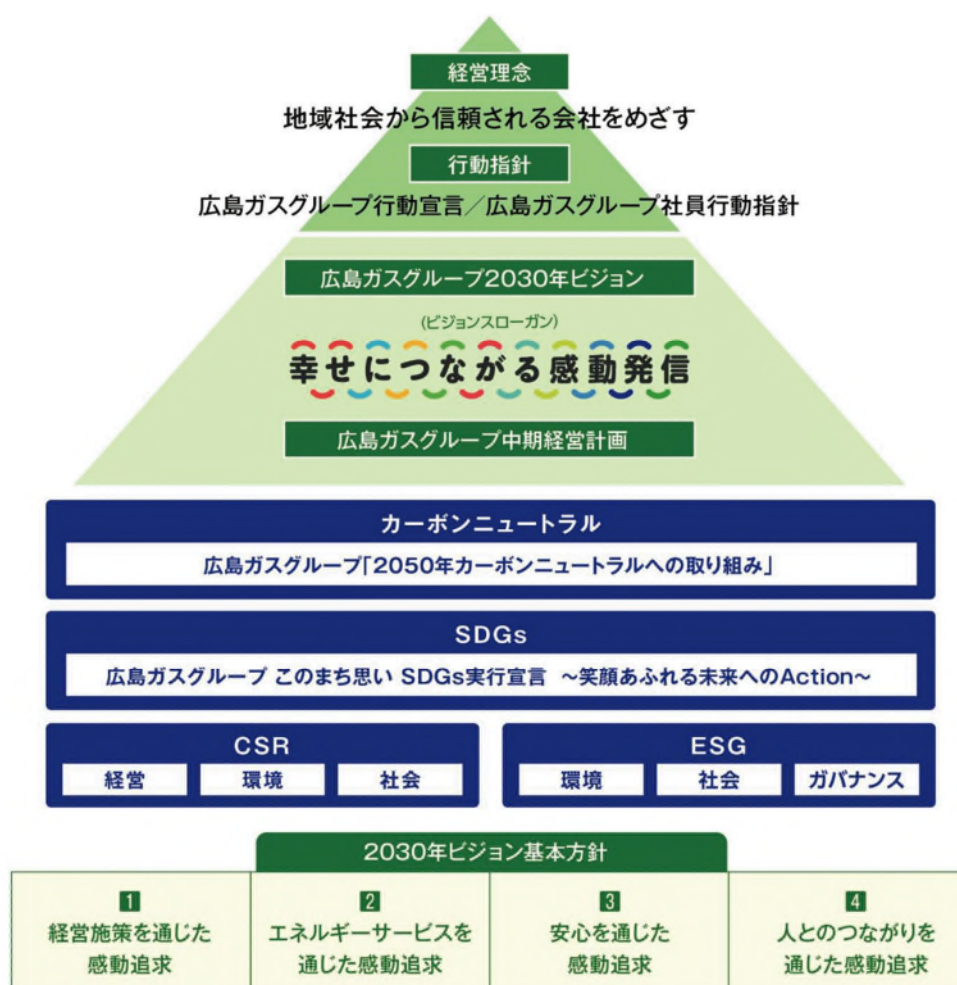 経営理念
地域社会から信頼される会社をめざす
行動指針
広島ガスグループ行動宣言／広島ガスグループ社員行動指針
広島ガスグループ2030年ビジョン
(ビジョンスローガン)
幸せにつながる感動発信
広島ガスグループ中期経営計画
カーボンニュートラル
広島ガスグループ「2050年カーボンニュートラルへの取り組み」
SDGs
広島ガスグループ このまち思い SDGs実行宣言 ～笑顔あふれる未来へのAction～
CSR
経営 環境 社会
ESG
環境 社会 ガバナンス
2030年ビジョン基本方針
1
経営施策を通じた
感動追求
2
エネルギーサービスを
通じた感動追求
3
安心を通じた
感動追求
4
人とのつながりを
通じた感動追求